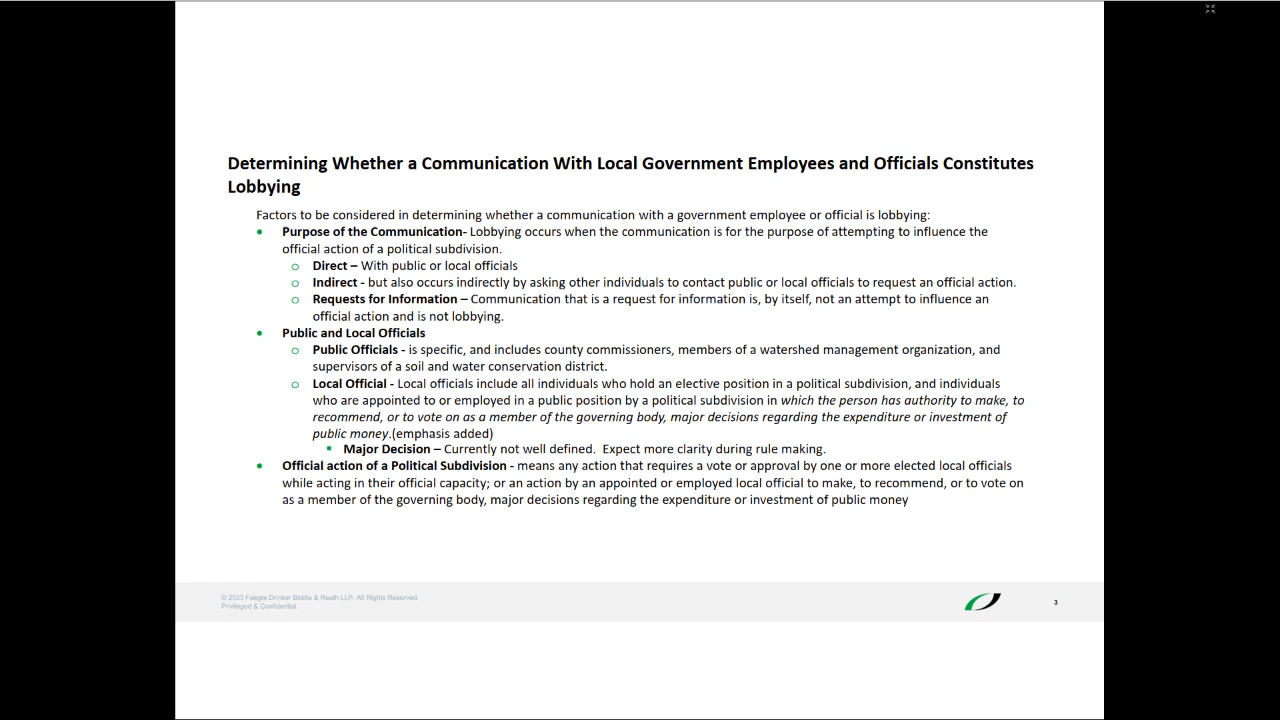 Determining Whether a Communication With Local Government Employees and Officials Constitutes
Lobbying
Factors to be considered in determining whether a communication with a government employee or official is lobbying:
• Purpose of the Communication- Lobbying occurs when the communication is for the purpose of attempting to influence the
official action of a political subdivision.
o Direct – With public or local officials
o Indirect - but also occurs indirectly by asking other individuals to contact public or local officials to request an official action.
o Requests for Information – Communication that is a request for information is, by itself, not an attempt to influence an
official action and is not lobbying.
• Public and Local Officials
o Public Officials - is specific, and includes county commissioners, members of a watershed management organization, and
supervisors of a soil and water conservation district.
o Local Official - Local officials include all individuals who hold an elective position in a political subdivision, and individuals
who are appointed to or employed in a public position by a political subdivision in which the person has authority to make, to
recommend, or to vote on as a member of the governing body, major decisions regarding the expenditure or investment of
public money.(emphasis added)
▪ Major Decision – Currently not well defined.  Expect more clarity during rule making.
• Official action of a Political Subdivision - means any action that requires a vote or approval by one or more elected local officials
while acting in their official capacity; or an action by an appointed or employed local official to make, to recommend, or to vote on
as a member of the governing body, major decisions regarding the expenditure or investment of public money
© 2023 Faegre Drinker Biddle & Reath LLP. All Rights Reserved.
Privileged & Confidential
3